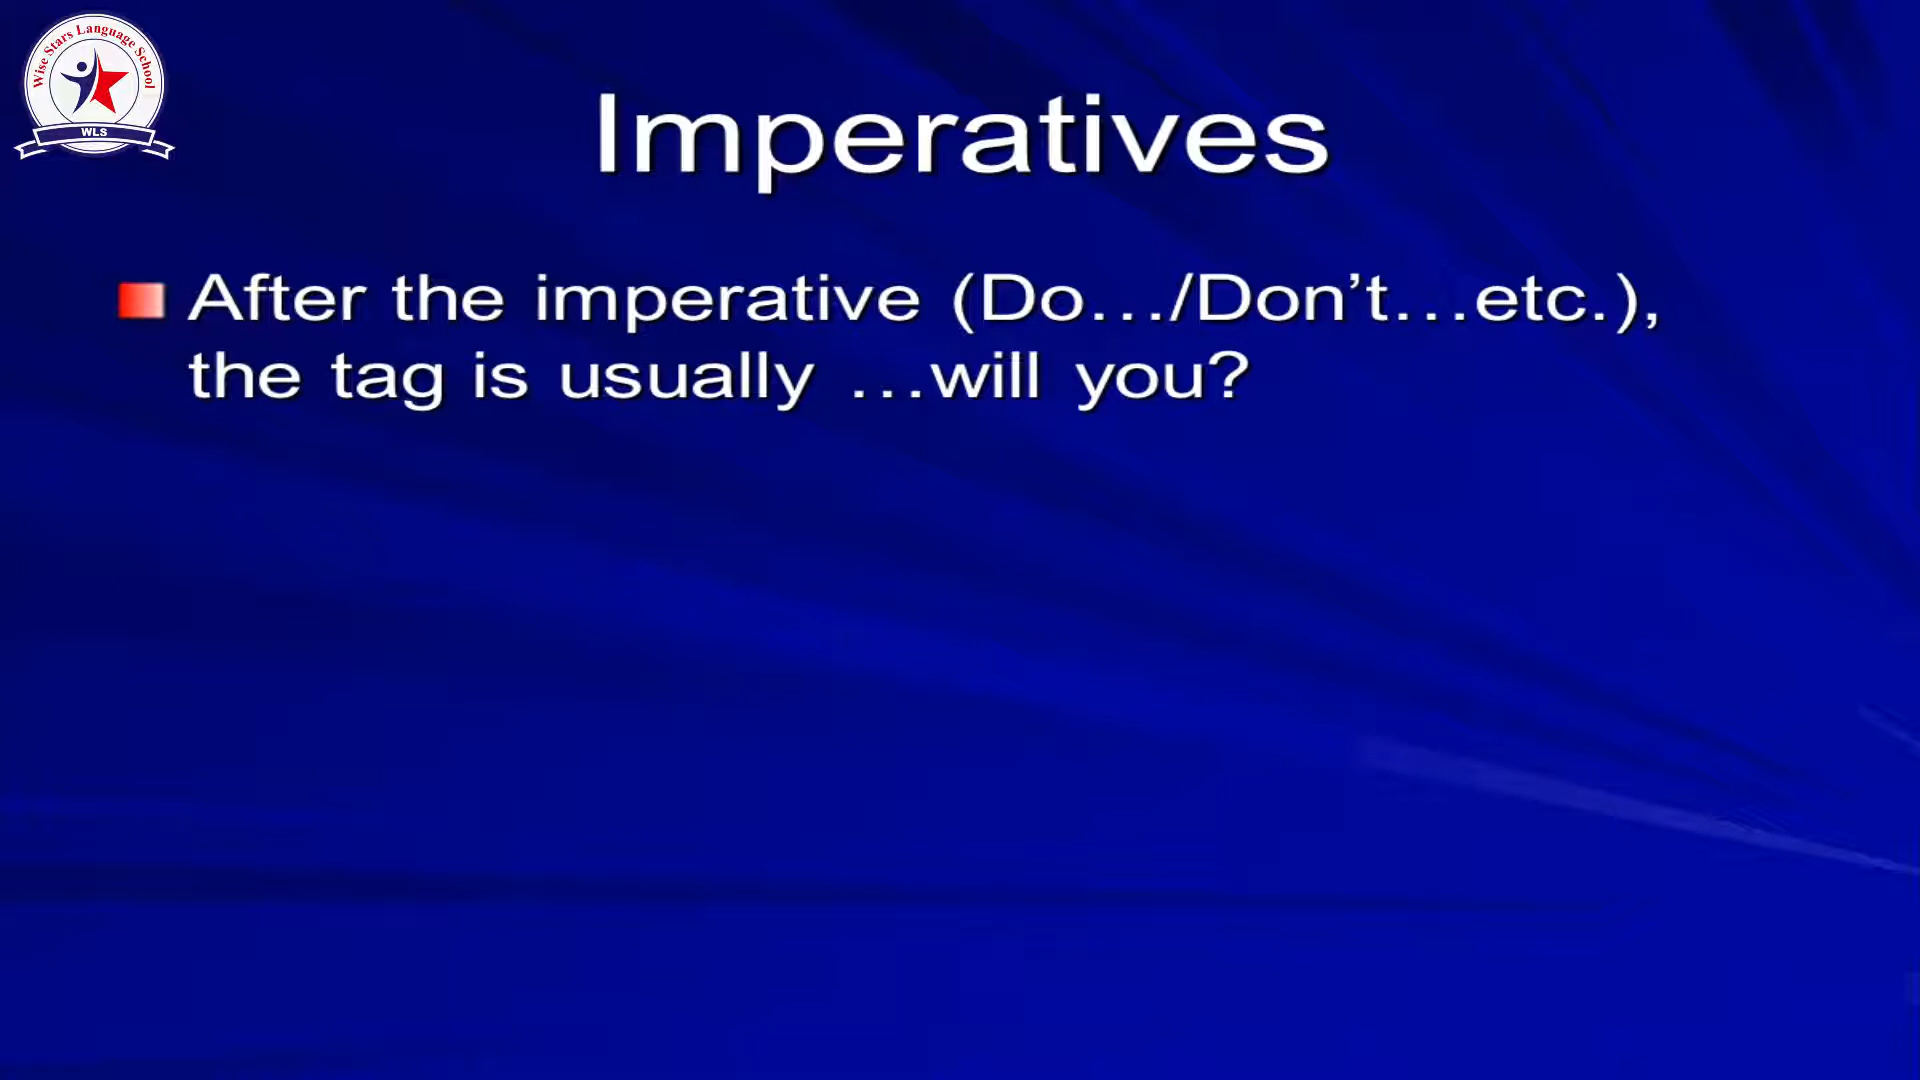 Wise Stars Language School
WLS
Imperatives
After the imperative (Do…/Don’t…etc.),
the tag is usually …will you?